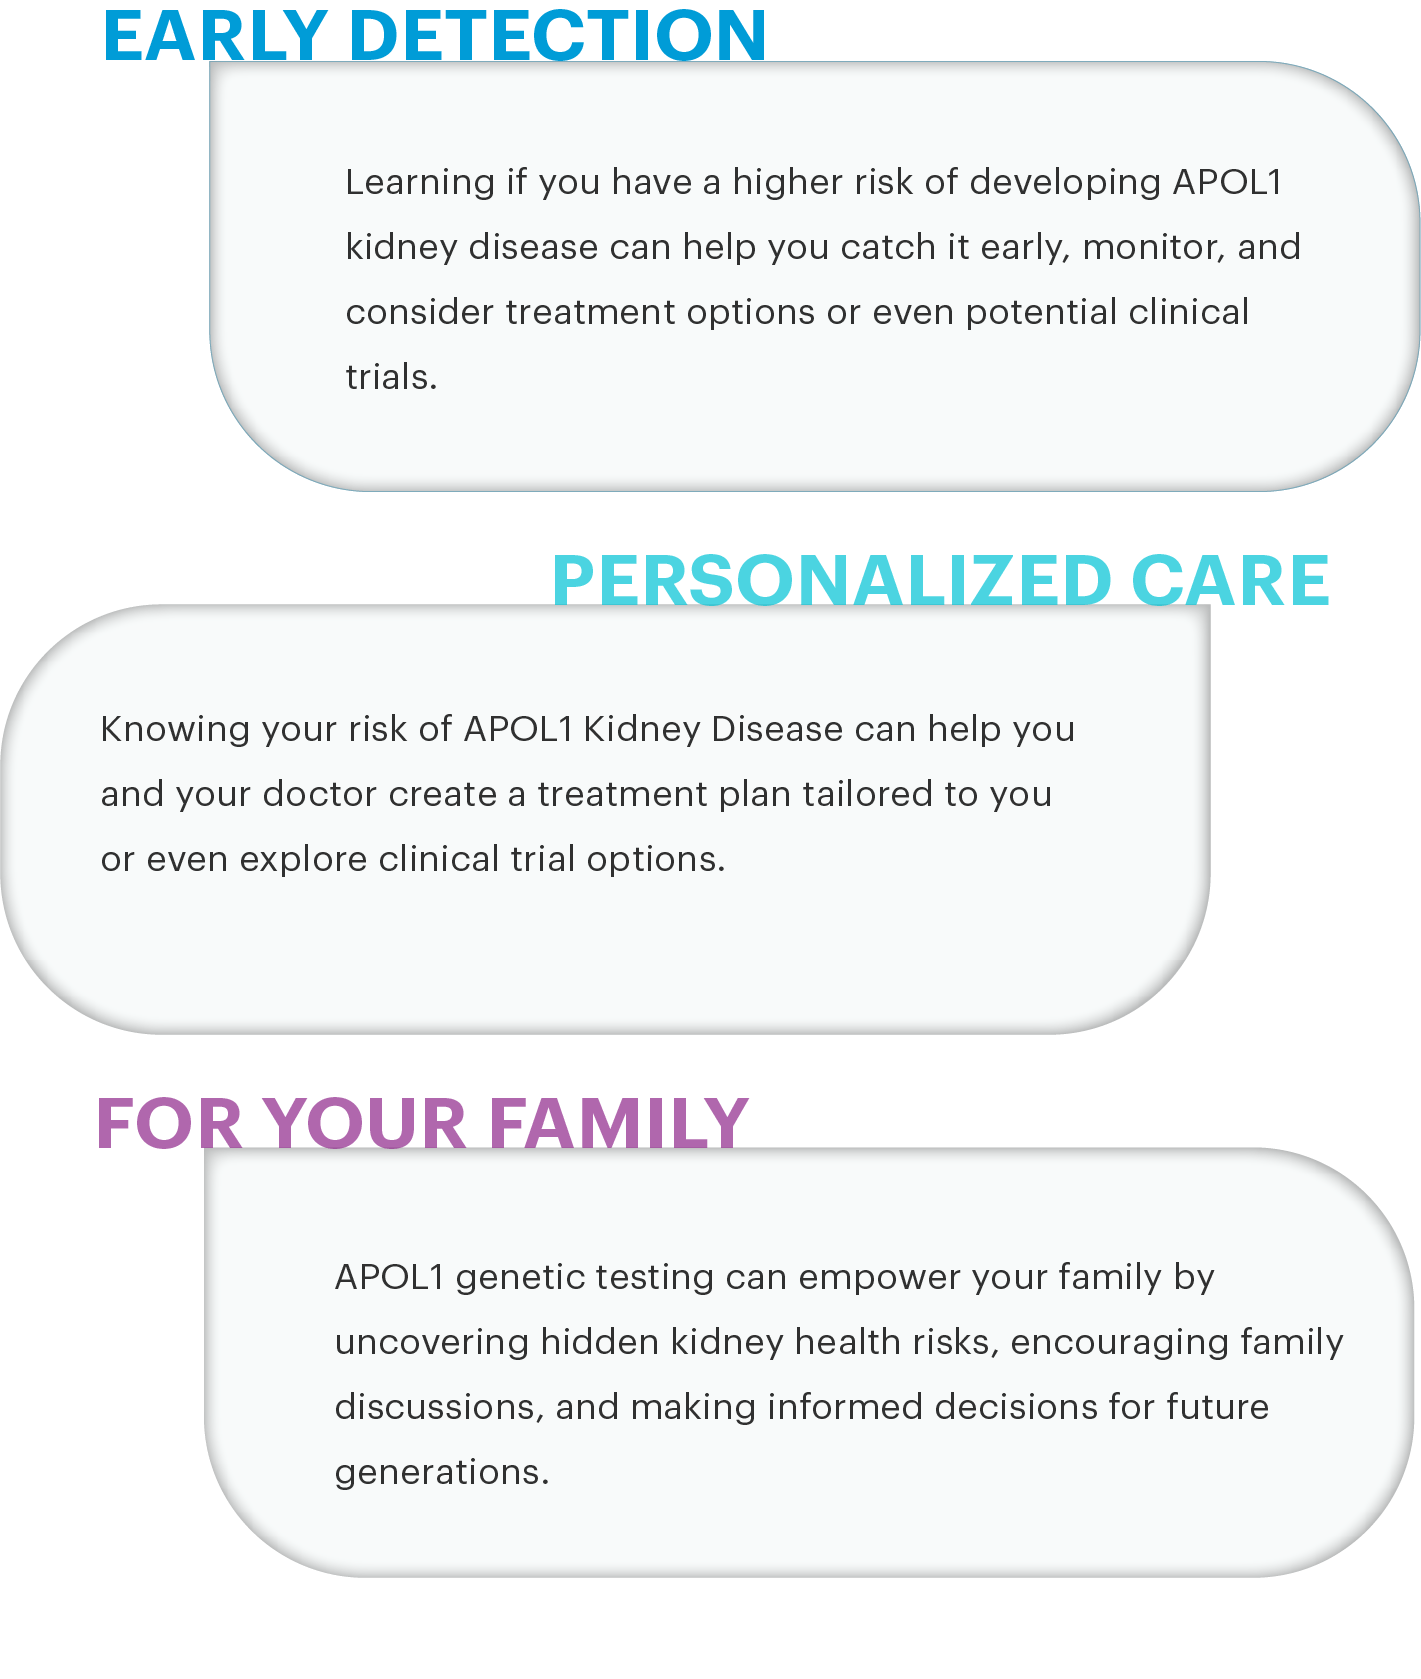 EARLY DETECTION
Learning if you have a higher risk of developing APOL1
kidney disease can help you catch it early, monitor, and
consider treatment options or even potential clinical
trials.
PERSONALIZED CARE
Knowing your risk of APOL1 Kidney Disease can help you
and your doctor create a treatment plan tailored to you
or even explore clinical trial options.
FOR YOUR FAMILY
APOL1 genetic testing can empower your family by
uncovering hidden kidney health risks, encouraging family
discussions, and making informed decisions for future
generations.